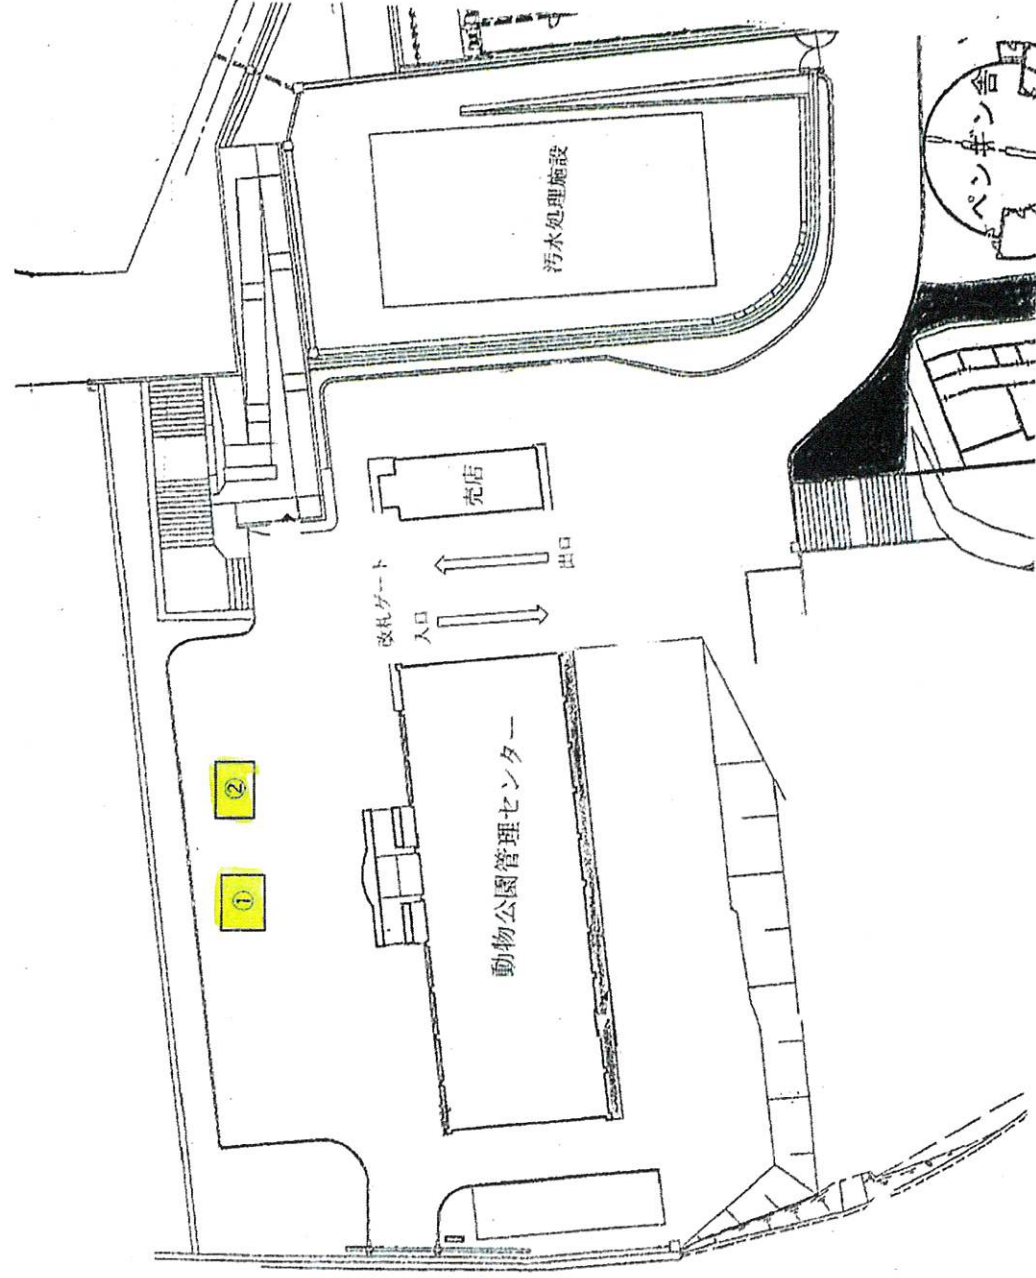 ペンギン舎
汚水処理施設
売店
改札ゲート
入口
出口
動物公園管理センター
②
①